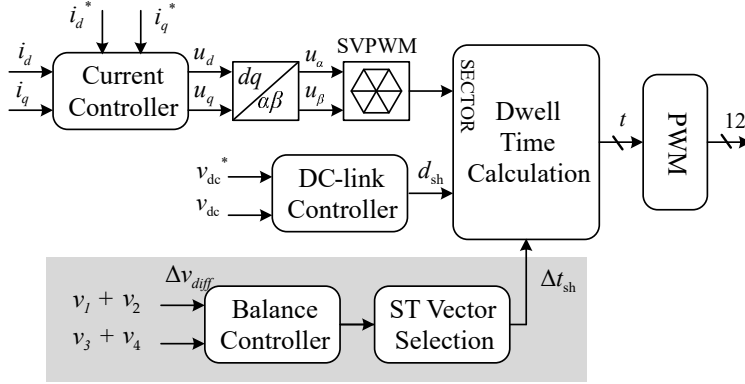 i_d^* i_q^*
i_d
i_q
Current
Controller
u_d
u_q
dq
αβ
u_α
u_β
SVPWM
SECTOR
Dwell
Time
Calculation
t
PWM
12
v_dc^*
v_dc
DC-link
Controller
d_sh
Δv_diff
v_1 + v_2
v_3 + v_4
Balance
Controller
ST Vector
Selection
Δt_sh